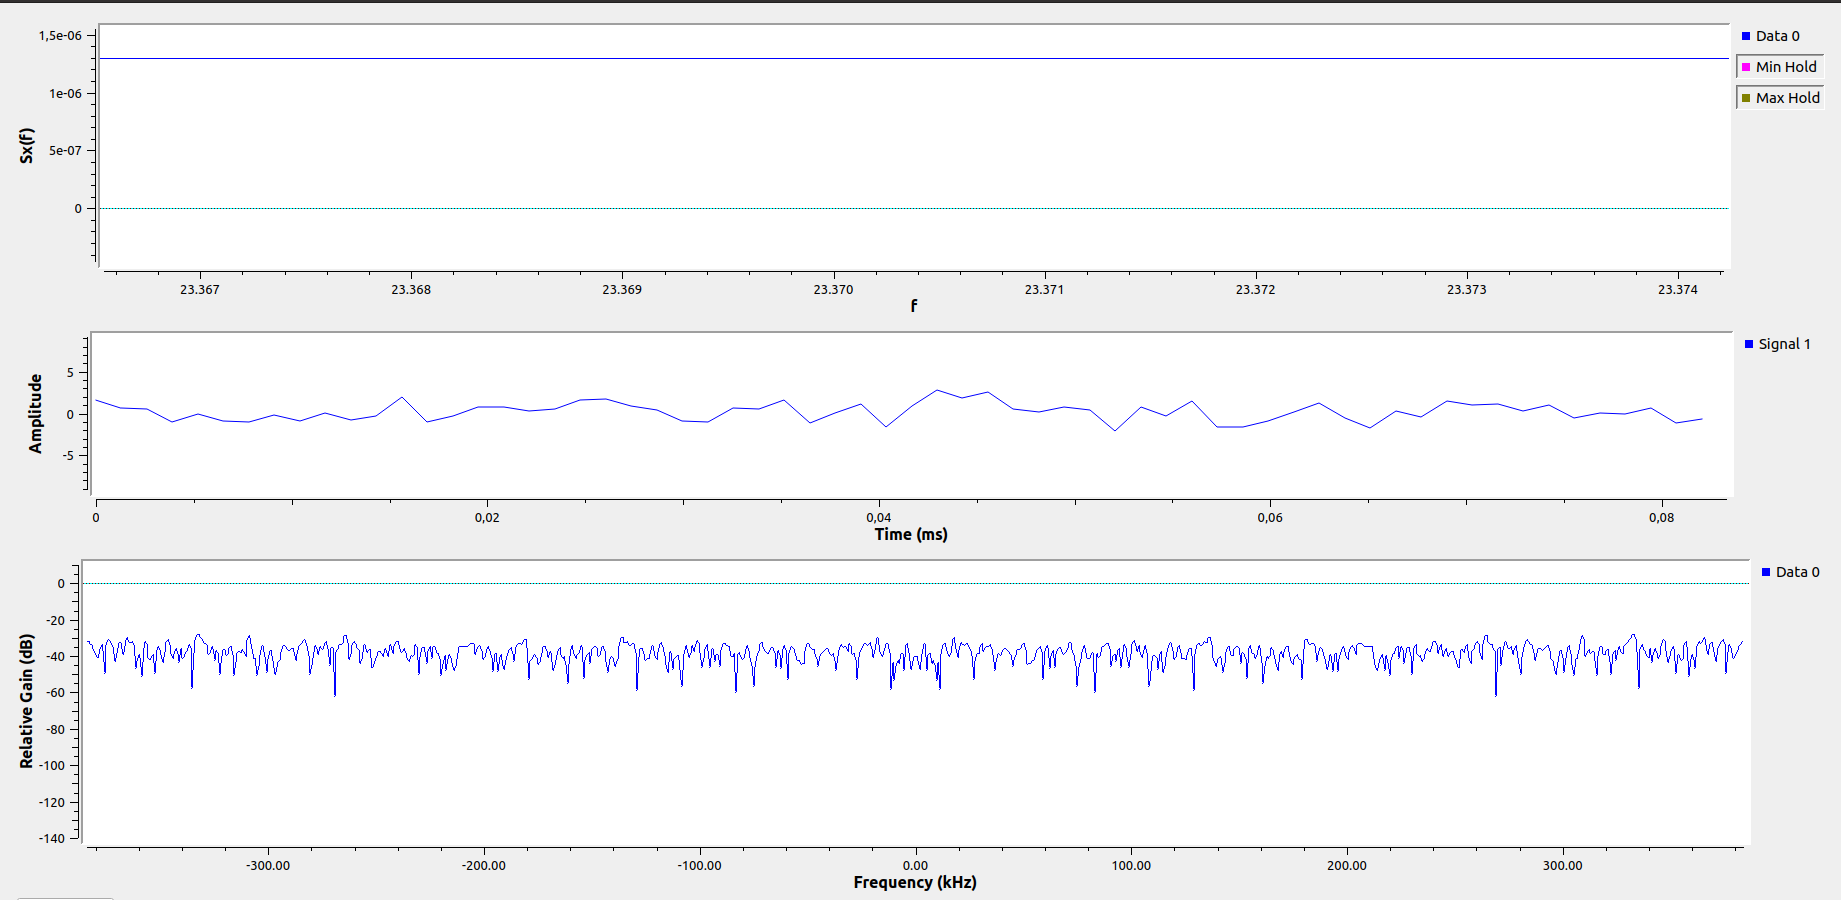 1,5e-06
1e-06
5e-07
0
Sx(f)
23.367 23.368 23.369 23.370 23.371 23.372 23.373 23.374
f
Data 0
Min Hold
Max Hold
5
0
-5
Amplitude
0 0,02 0,04 0,06 0,08
Time (ms)
Signal 1
0
-20
-40
-60
-80
-100
-120
-140
Relative Gain (dB)
-300.00 -200.00 -100.00 0.00 100.00 200.00 300.00
Frequency (kHz)
Data 0